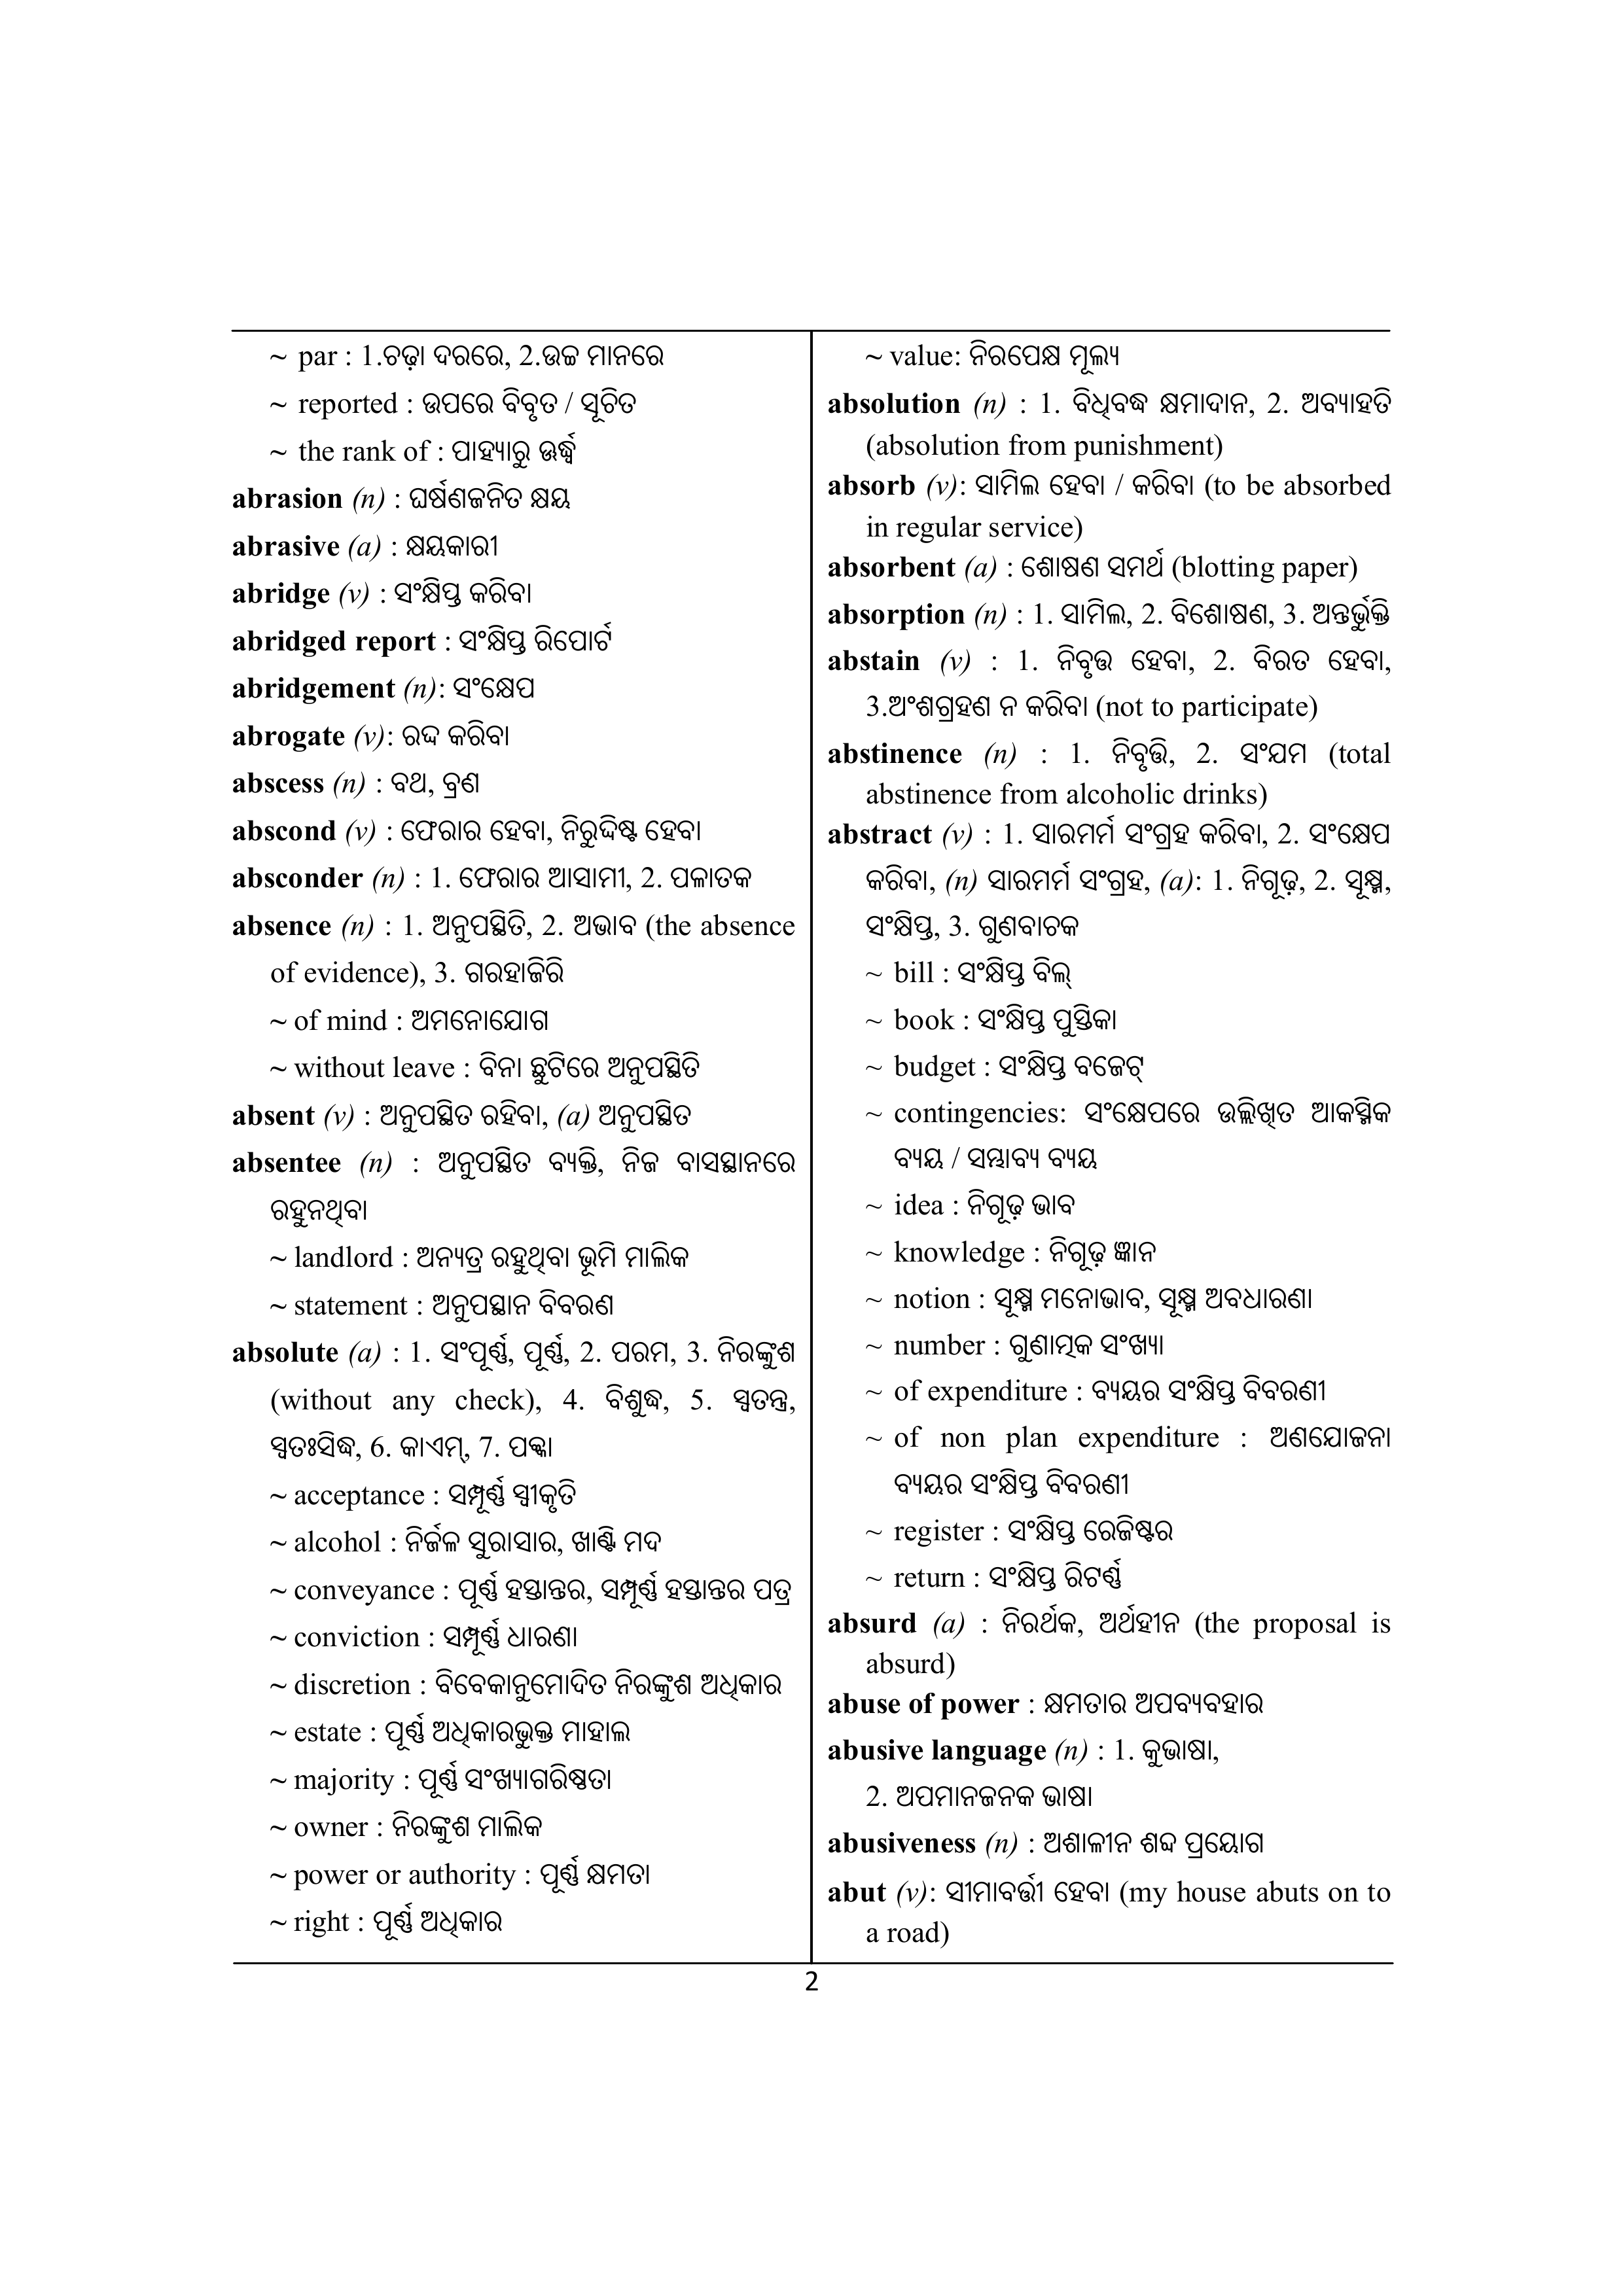 ~ par : 1.ଚଢ଼ା ଦରରେ, 2.ଉଚ୍ଚ ମାନରେ
~ reported : ଉପରେ ବିବୃତ / ସୂଚିତ
~ the rank of : ପାହ୍ୟାରୁ ଊର୍ଦ୍ଧ୍ୱ
abrasion (n) : ଘର୍ଷଣଜନିତ କ୍ଷୟ
abrasive (a) : କ୍ଷୟକାରୀ
abridge (v) : ସଂକ୍ଷିପ୍ତ କରିବା
abridged report : ସଂକ୍ଷିପ୍ତ ରିପୋର୍ଟ
abridgement (n): ସଂକ୍ଷେପ
abrogate (v): ରଦ୍ଦ କରିବା
abscess (n) : ବଥ, ବ୍ରଣ
abscond (v) : ଫେରାର ହେବା, ନିରୁଦ୍ଦିଷ୍ଟ ହେବା
absconder (n) : 1. ଫେରାର ଆସାମୀ, 2. ପଳାତକ
absence (n) : 1. ଅନୁପସ୍ଥିତି, 2. ଅଭାବ (the absence
of evidence), 3. ଗରହାଜିରି
~ of mind : ଅମନୋଯୋଗ
~ without leave : ବିନା ଛୁଟିରେ ଅନୁପସ୍ଥିତି
absent (v) : ଅନୁପସ୍ଥିତ ରହିବା, (a) ଅନୁପସ୍ଥିତ
absentee (n) : ଅନୁପସ୍ଥିତ ବ୍ୟକ୍ତି, ନିଜ ବାସସ୍ଥାନରେ
ରହୁନଥିବା
~ landlord : ଅନ୍ୟତ୍ର ରହୁଥିବା ଭୂମି ମାଲିକ
~ statement : ଅନୁପସ୍ଥାନ ବିବରଣ
absolute (a) : 1. ସଂପୂର୍ଣ୍ଣ, ପୂର୍ଣ୍ଣ, 2. ପରମ, 3. ନିରଙ୍କୁଶ
(without any check), 4. ବିଶୁଦ୍ଧ, 5. ସ୍ୱତନ୍ତ୍ର,
ସ୍ୱତଃସିଦ୍ଧ, 6. କାଏମ୍, 7. ପକ୍କା
~ acceptance : ସମ୍ପୂର୍ଣ୍ଣ ସ୍ୱୀକୃତି
~ alcohol : ନିର୍ଜଳ ସୁରାସାର, ଖାଣ୍ଟି ମଦ
~ conveyance : ପୂର୍ଣ୍ଣ ହସ୍ତାନ୍ତର, ସମ୍ପୂର୍ଣ୍ଣ ହସ୍ତାନ୍ତର ପତ୍ର
~ conviction : ସମ୍ପୂର୍ଣ୍ଣ ଧାରଣା
~ discretion : ବିବେକାନୁମୋଦିତ ନିରଙ୍କୁଶ ଅଧିକାର
~ estate : ପୂର୍ଣ୍ଣ ଅଧିକାରଭୁକ୍ତ ମାହାଲ
~ majority : ପୂର୍ଣ୍ଣ ସଂଖ୍ୟାଗରିଷ୍ଠତା
~ owner : ନିରଙ୍କୁଶ ମାଲିକ
~ power or authority : ପୂର୍ଣ୍ଣ କ୍ଷମତା
~ right : ପୂର୍ଣ୍ଣ ଅଧିକାର
~ value: ନିରପେକ୍ଷ ମୂଲ୍ୟ
absolution (n) : 1. ବିଧିବଦ୍ଧ କ୍ଷମାଦାନ, 2. ଅବ୍ୟାହତି
(absolution from punishment)
absorb (v): ସାମିଲ ହେବା / କରିବା (to be absorbed
in regular service)
absorbent (a) : ଶୋଷଣ ସମର୍ଥ (blotting paper)
absorption (n) : 1. ସାମିଲ, 2. ବିଶୋଷଣ, 3. ଅନ୍ତର୍ଭୁକ୍ତି
abstain (v) : 1. ନିବୃତ୍ତ ହେବା, 2. ବିରତ ହେବା,
3.ଅଂଶଗ୍ରହଣ ନ କରିବା (not to participate)
abstinence (n) : 1. ନିବୃତ୍ତି, 2. ସଂଯମ (total
abstinence from alcoholic drinks)
abstract (v) : 1. ସାରମର୍ମ ସଂଗ୍ରହ କରିବା, 2. ସଂକ୍ଷେପ
କରିବା, (n) ସାରମର୍ମ ସଂଗ୍ରହ, (a): 1. ନିଗୂଢ଼, 2. ସୂକ୍ଷ୍ମ,
ସଂକ୍ଷିପ୍ତ, 3. ଗୁଣବାଚକ
~ bill : ସଂକ୍ଷିପ୍ତ ବିଲ୍
~ book : ସଂକ୍ଷିପ୍ତ ପୁସ୍ତିକା
~ budget : ସଂକ୍ଷିପ୍ତ ବଜେଟ୍
~ contingencies: ସଂକ୍ଷେପରେ ଉଲ୍ଲିଖିତ ଆକସ୍ମିକ
ବ୍ୟୟ / ସମ୍ଭାବ୍ୟ ବ୍ୟୟ
~ idea : ନିଗୂଢ଼ ଭାବ
~ knowledge : ନିଗୂଢ଼ ଜ୍ଞାନ
~ notion : ସୂକ୍ଷ୍ମ ମନୋଭାବ, ସୂକ୍ଷ୍ମ ଅବଧାରଣା
~ number : ଗୁଣାତ୍ମକ ସଂଖ୍ୟା
~ of expenditure : ବ୍ୟୟର ସଂକ୍ଷିପ୍ତ ବିବରଣୀ
~ of non plan expenditure : ଅଣଯୋଜନା
ବ୍ୟୟର ସଂକ୍ଷିପ୍ତ ବିବରଣୀ
~ register : ସଂକ୍ଷିପ୍ତ ରେଜିଷ୍ଟର
~ return : ସଂକ୍ଷିପ୍ତ ରିଟର୍ଣ୍ଣ
absurd (a) : ନିରର୍ଥକ, ଅର୍ଥହୀନ (the proposal is
absurd)
abuse of power : କ୍ଷମତାର ଅପବ୍ୟବହାର
abusive language (n) : 1. କୁଭାଷା,
2. ଅପମାନଜନକ ଭାଷା
abusiveness (n) : ଅଶାଳୀନ ଶବ୍ଦ ପ୍ରୟୋଗ
abut (v): ସୀମାବର୍ତ୍ତୀ ହେବା (my house abuts on to
a road)
2